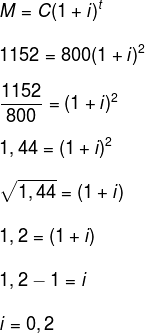 M = C(1 + i)^t
1152 = 800(1 + i)^2
1152/800 = (1 + i)^2
1,44 = (1 + i)^2
√1,44 = (1 + i)
1,2 = (1 + i)
1,2 − 1 = i
i = 0,2